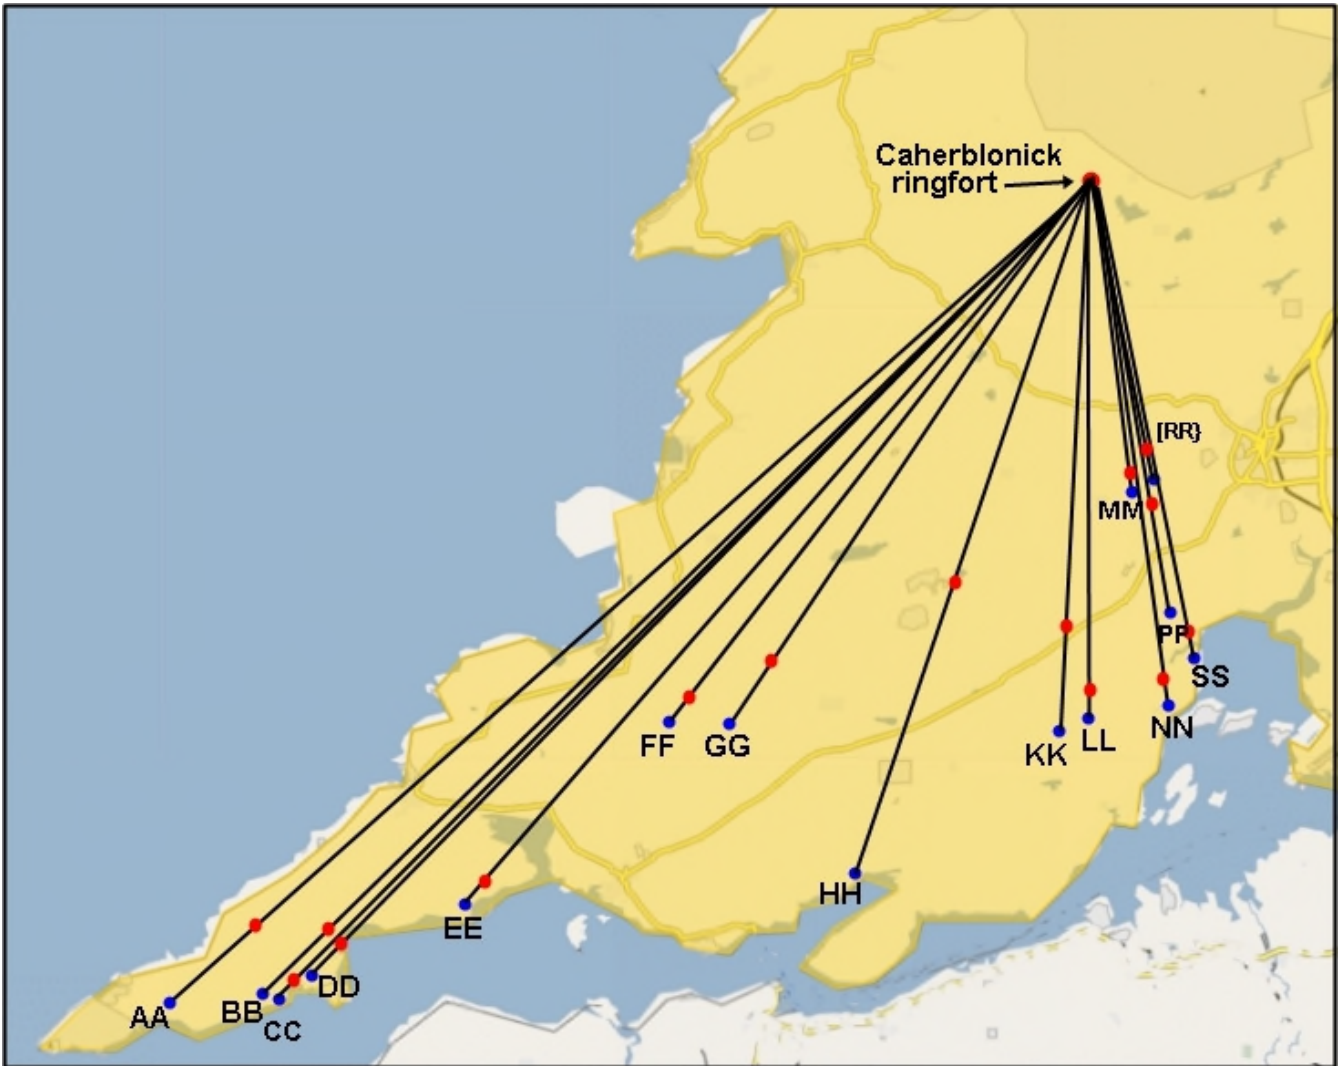 Caherblonick
ringfort
[RR}
MM
PP
SS
NN
LL
KK
FF
GG
HH
EE
DD
BB
AA
CC